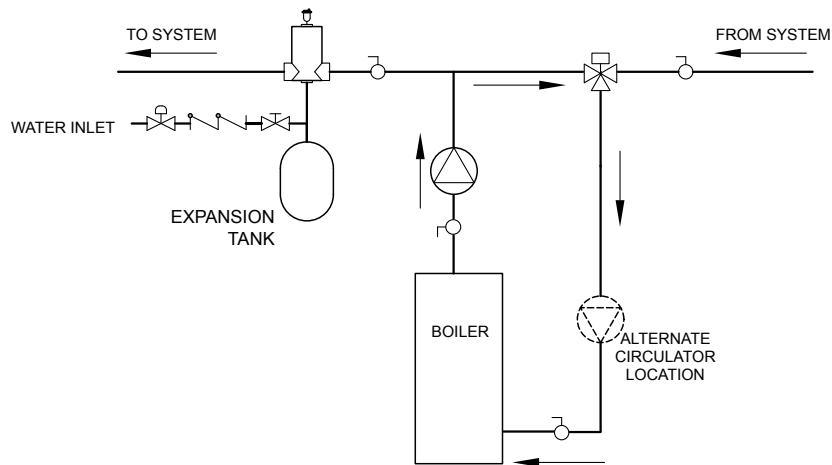 TO SYSTEM
FROM SYSTEM
WATER INLET
EXPANSION
TANK
BOILER
ALTERNATE
CIRCULATOR
LOCATION